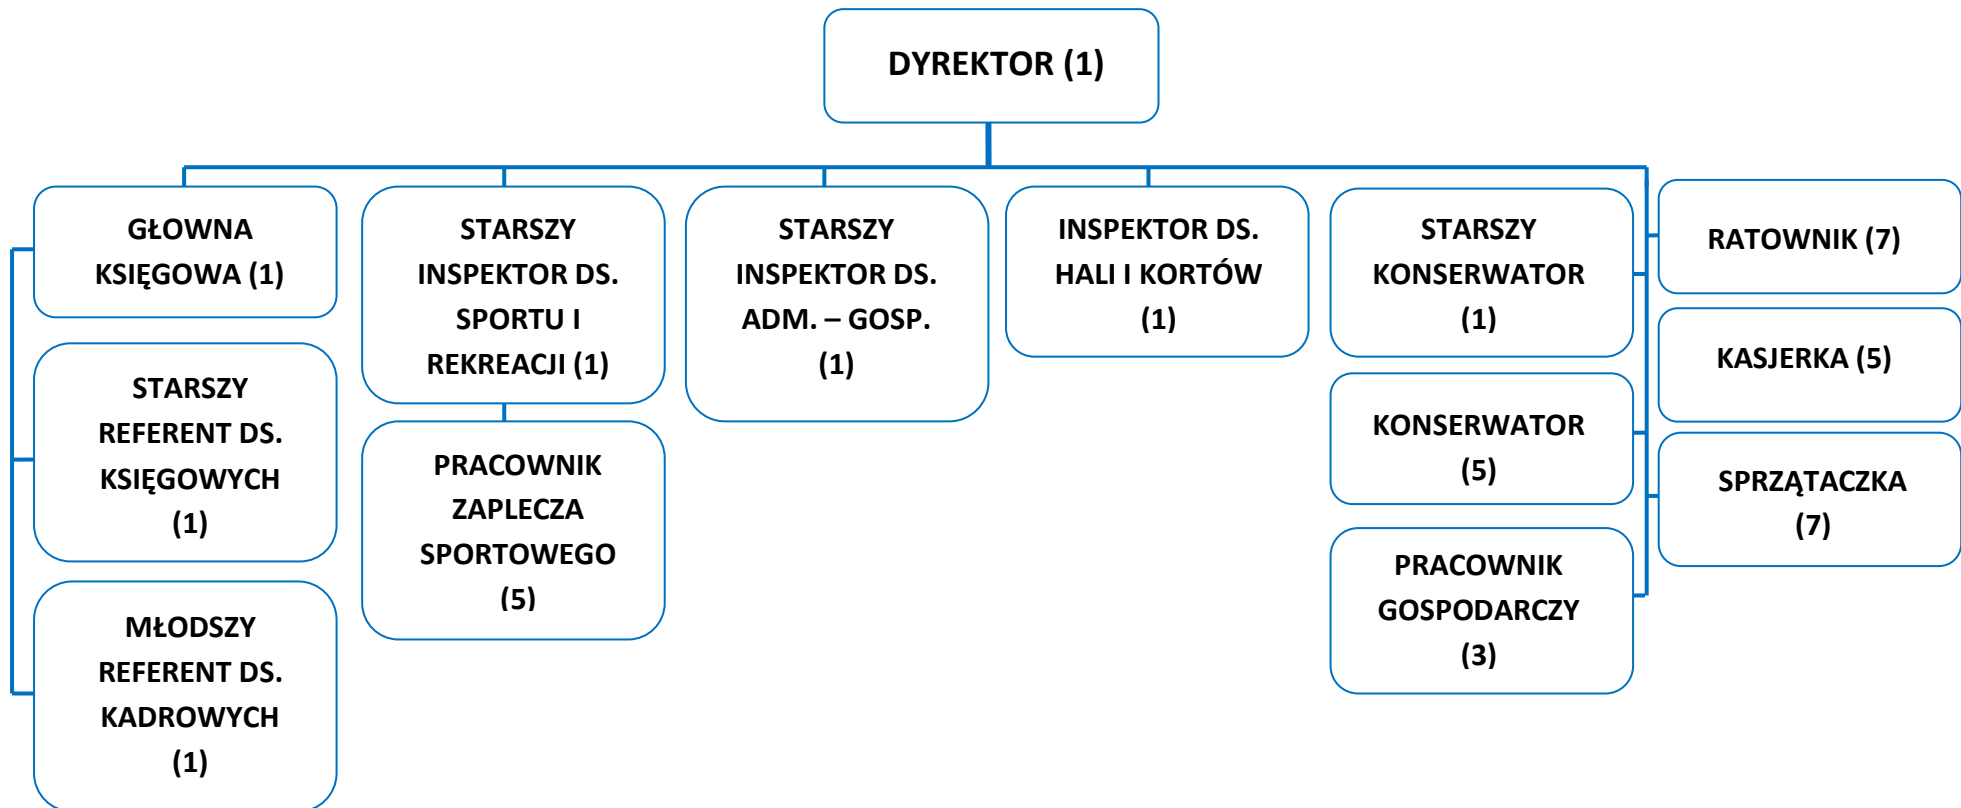 DYREKTOR (1)
GŁOWNA
KSIĘGOWA (1)
STARSZY
REFERENT DS.
KSIĘGOWYCH
(1)
MŁODSZY
REFERENT DS.
KADROWYCH
(1)
STARSZY
INSPEKTOR DS.
SPORTU I
REKREACJI (1)
PRACOWNIK
ZAPLECZA
SPORTOWEGO
(5)
STARSZY
INSPEKTOR DS.
ADM. – GOSP.
(1)
INSPEKTOR DS.
HALI I KORTÓW
(1)
STARSZY
KONSERWATOR
(1)
KONSERWATOR
(5)
PRACOWNIK
GOSPODARCZY
(3)
RATOWNIK (7)
KASJERKA (5)
SPRZĄTACZKA
(7)